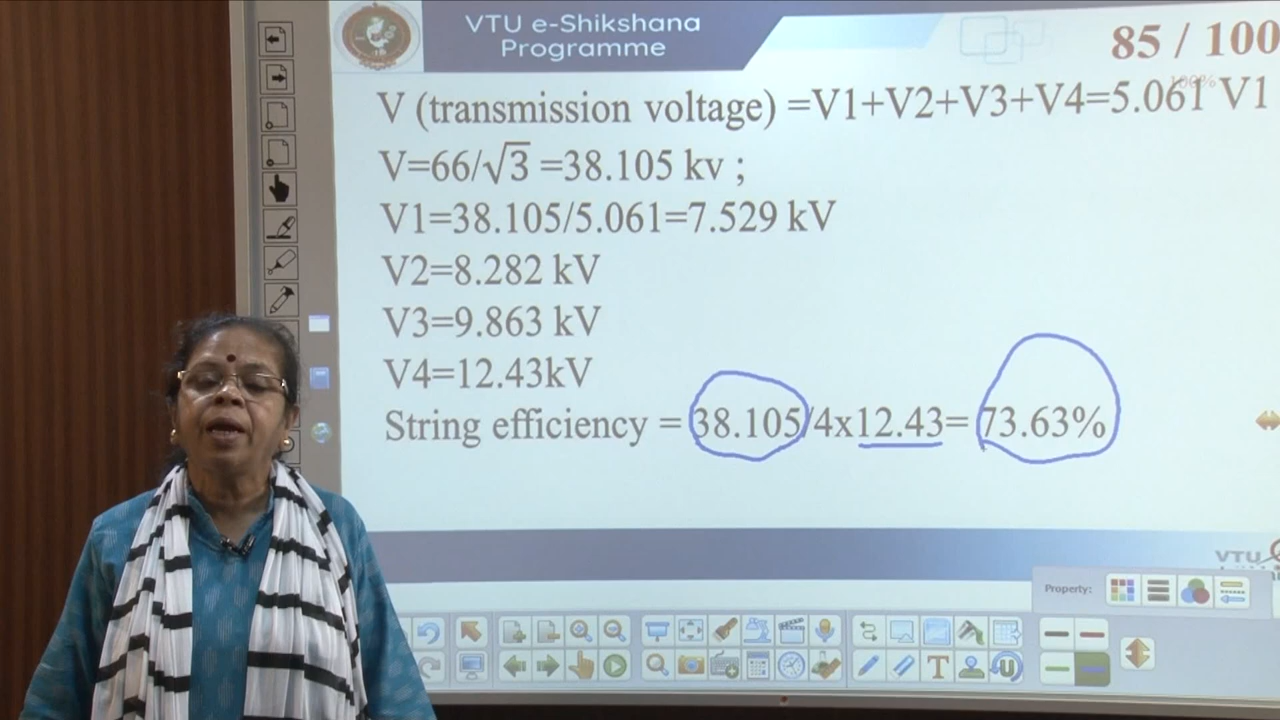 VTU e-Shikshana
Programme
85 / 100
100%
V (transmission voltage) =V1+V2+V3+V4=5.061 V1
V=66/√3 =38.105 kv ;
V1=38.105/5.061=7.529 kV
V2=8.282 kV
V3=9.863 kV
V4=12.43kV
String efficiency = 38.105/4x12.43= 73.63%
VTU
Property: